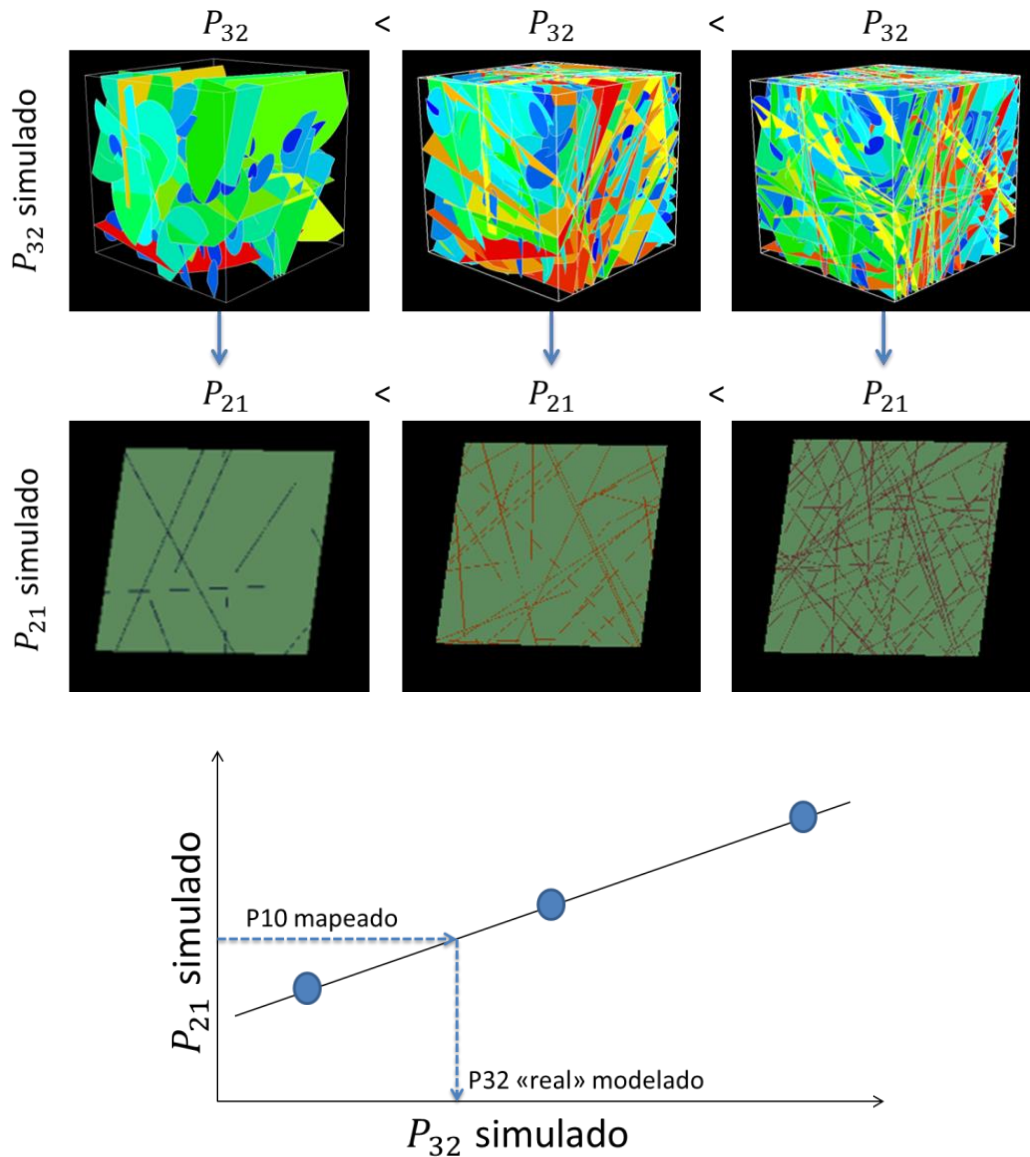 P32 < P32 < P32
P32 simulado
P21 < P21 < P21
P21 simulado
P21 simulado
P10 mapeado
P32 «real» modelado
P32 simulado